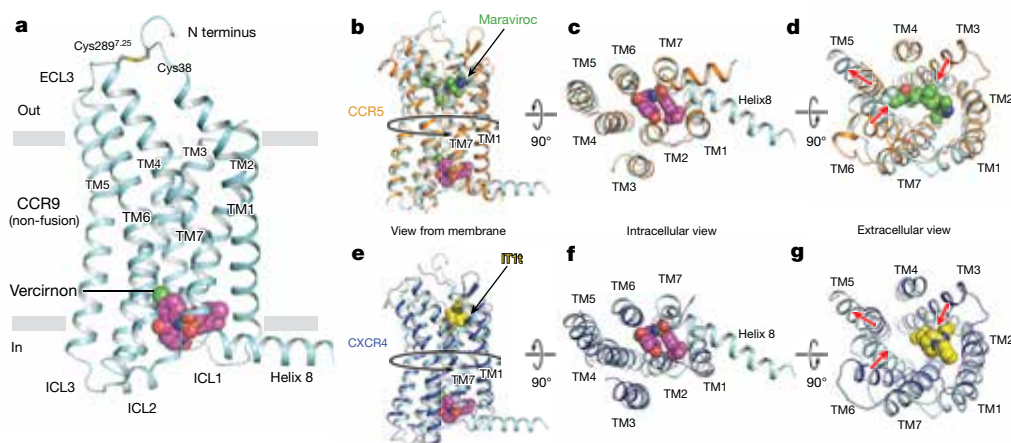 a
N terminus
Cys289^7.25
Cys38
ECL3
Out
TM3
TM4
TM2
TM5
CCR9
(non-fusion)
TM6
TM1
TM7
Vercirnon
In
ICL3
ICL1
Helix 8
ICL2
b
Maraviroc
CCR5
TM7
TM1
90°
View from membrane
c
TM7
TM6
TM5
Helix8
TM4
TM2
TM1
TM3
90°
Intracellular view
d
TM4
TM3
TM5
TM2
TM6
TM1
TM7
Extracellular view
e
IT1t
CXCR4
TM7
TM1
90°
f
TM7
TM6
TM5
Helix 8
TM4
TM2
TM1
TM3
90°
g
TM4
TM3
TM5
TM2
TM6
TM1
TM7